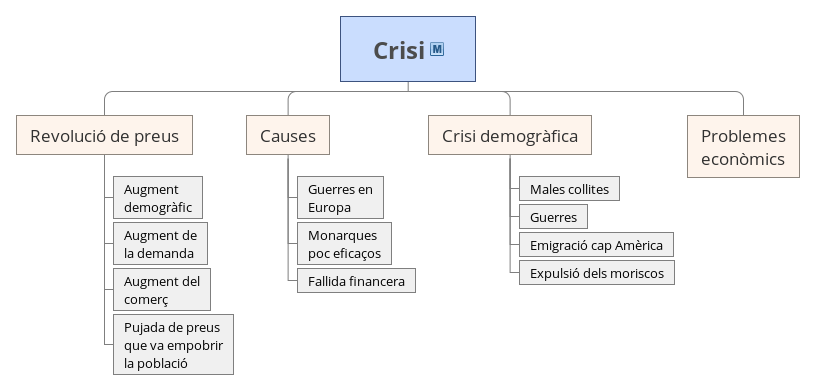 Crisi M
Revolució de preus
Augment
demogràfic
Augment de
la demanda
Augment del
comerç
Pujada de preus
que va empobrir
la població
Causes
Guerres en
Europa
Monarques
poc eficaços
Fallida financera
Crisi demogràfica
Males collites
Guerres
Emigració cap Amèrica
Expulsió dels moriscos
Problemes
econòmics